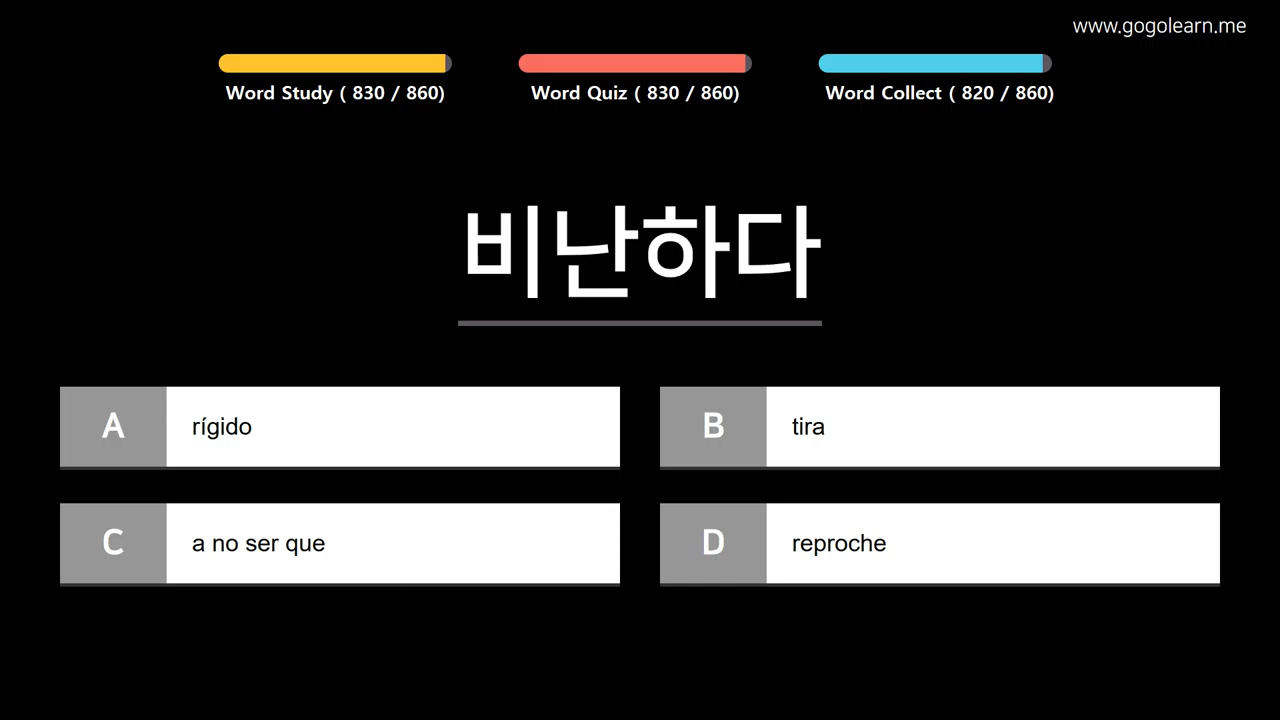 www.gogolearn.me
Word Study ( 830 / 860)
Word Quiz ( 830 / 860)
Word Collect ( 820 / 860)
비난하다
A
rígido
B
tira
C
a no ser que
D
reproche